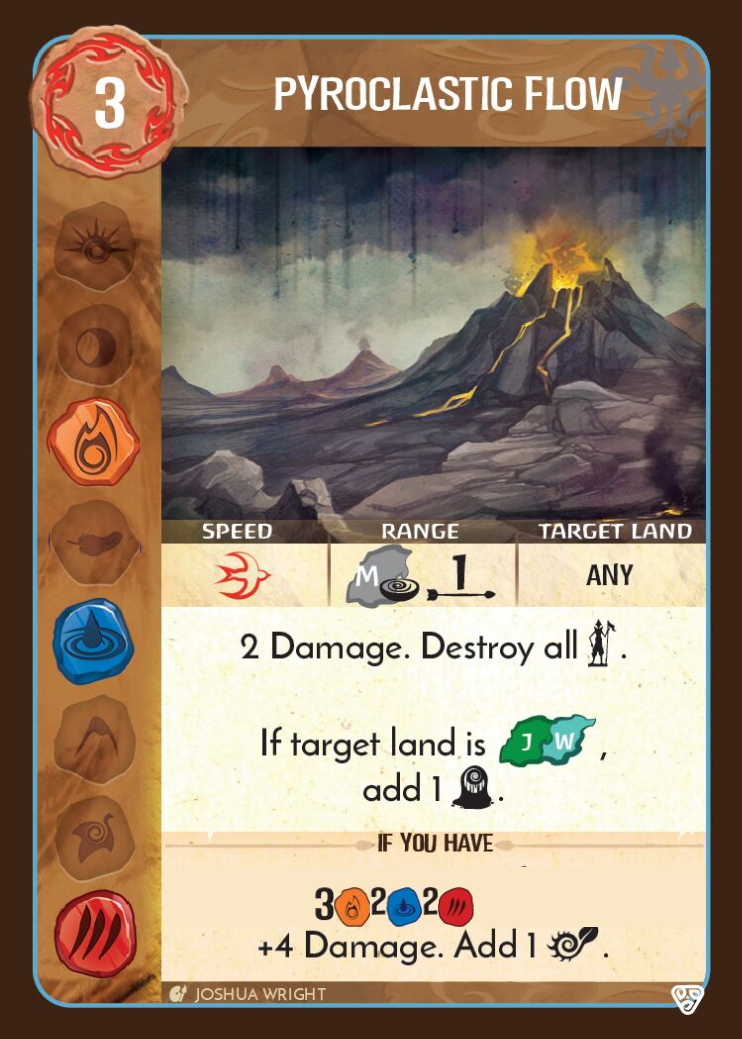 3
PYROCLASTIC FLOW
SPEED RANGE TARGET LAND
M 1 ANY
2 Damage. Destroy all .
If target land is J W ,
add 1 .
IF YOU HAVE
3 2 2
+4 Damage. Add 1 .
JOSHUA WRIGHT